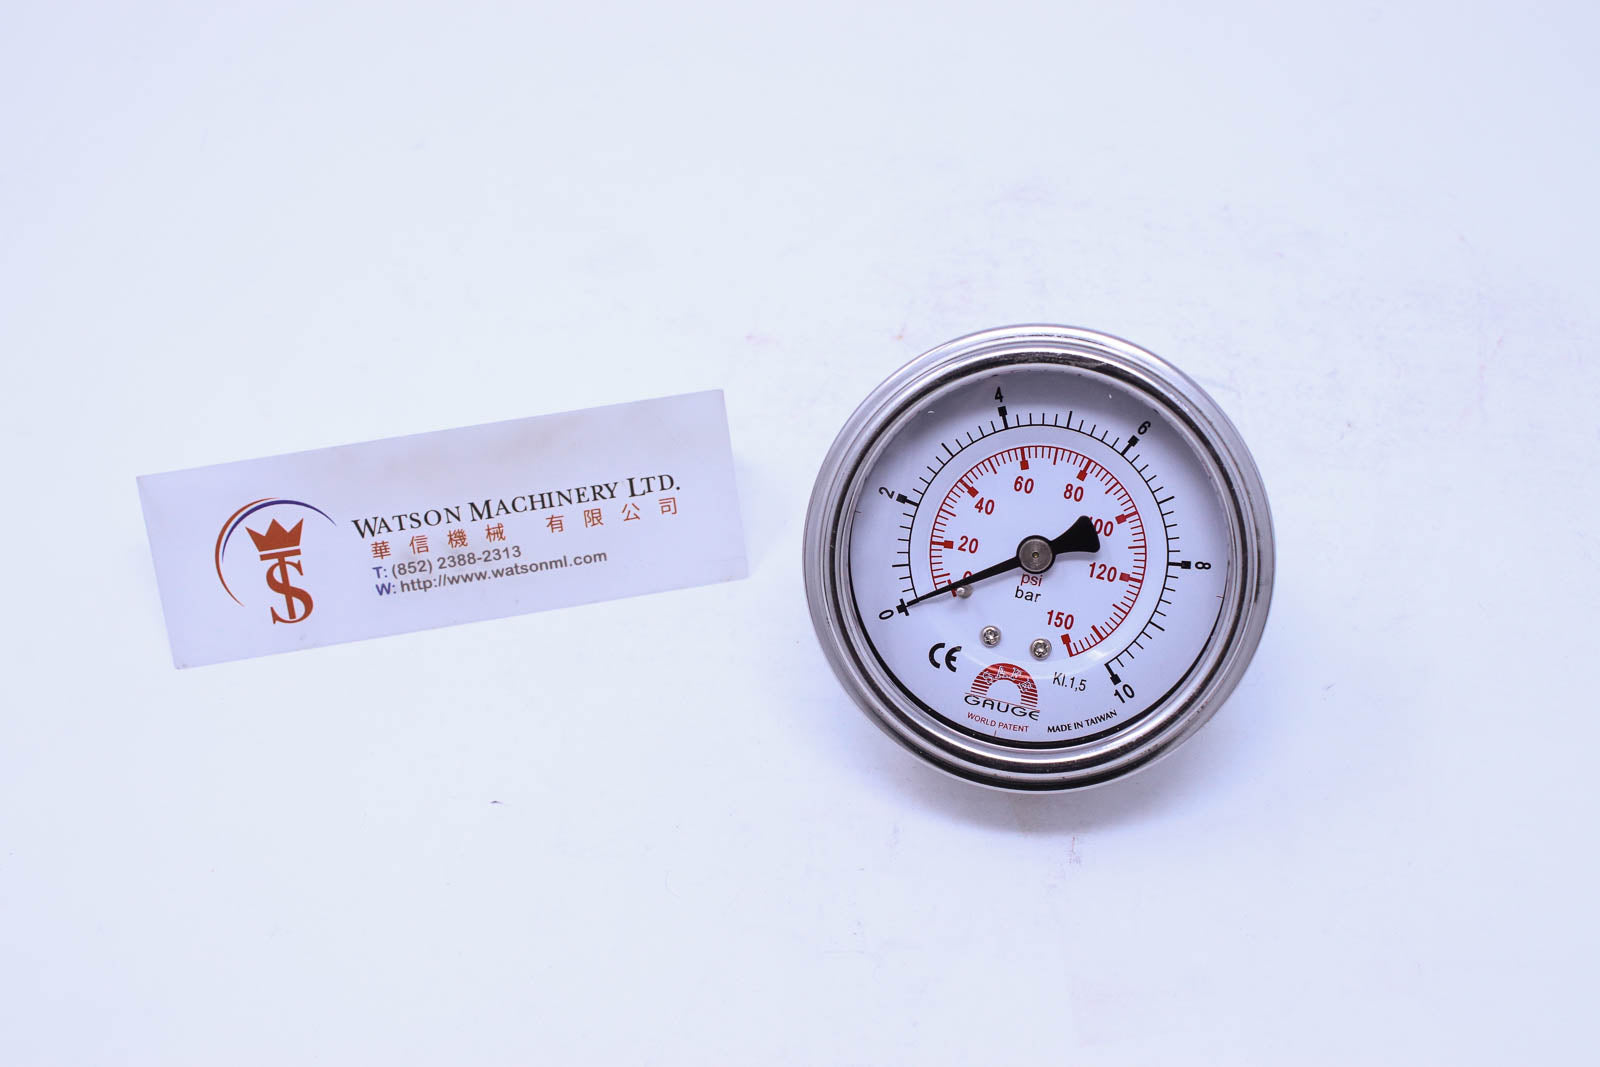 WATSON MACHINERY LTD.
華信機械 有限公司
T: (852) 2388-2313
W: http://www.watsonml.com
TS
0
2
4
6
8
10
0
20
40
60
80
100
120
150
psi
bar
CE
Kl.1,5
GAUGE
WORLD PATENT
MADE IN TAIWAN